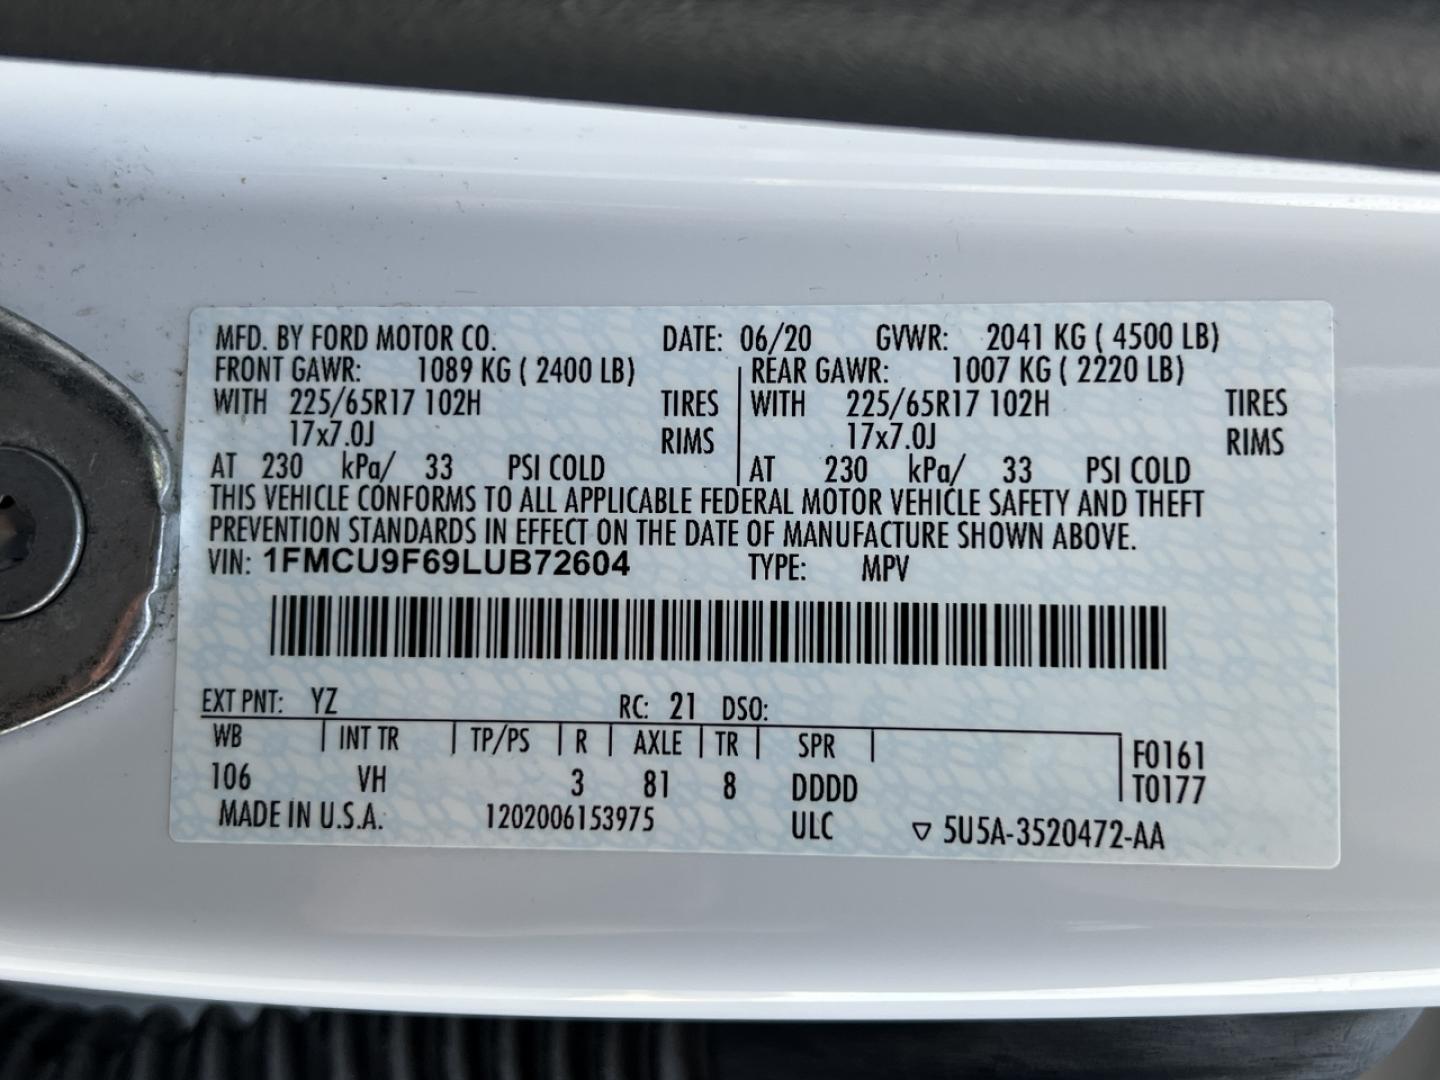 MFD. BY FORD MOTOR CO. DATE: 06/20 GVWR: 2041 KG ( 4500 LB)
FRONT GAWR: 1089 KG ( 2400 LB) REAR GAWR: 1007 KG ( 2220 LB)
WITH 225/65R17 102H TIRES WITH 225/65R17 102H TIRES
17x7.0J RIMS 17x7.0J RIMS
AT 230 kPa/ 33 PSI COLD AT 230 kPa/ 33 PSI COLD
THIS VEHICLE CONFORMS TO ALL APPLICABLE FEDERAL MOTOR VEHICLE SAFETY AND THEFT
PREVENTION STANDARDS IN EFFECT ON THE DATE OF MANUFACTURE SHOWN ABOVE.
VIN: 1FMCU9F69LUB72604 TYPE: MPV
EXT PNT: YZ RC: 21 DSO:
WB INT TR TP/PS R AXLE TR SPR F0161
106 VH 3 81 8 DDDD T0177
MADE IN U.S.A. 1202006153975 ULC ▽ 5U5A-3520472-AA